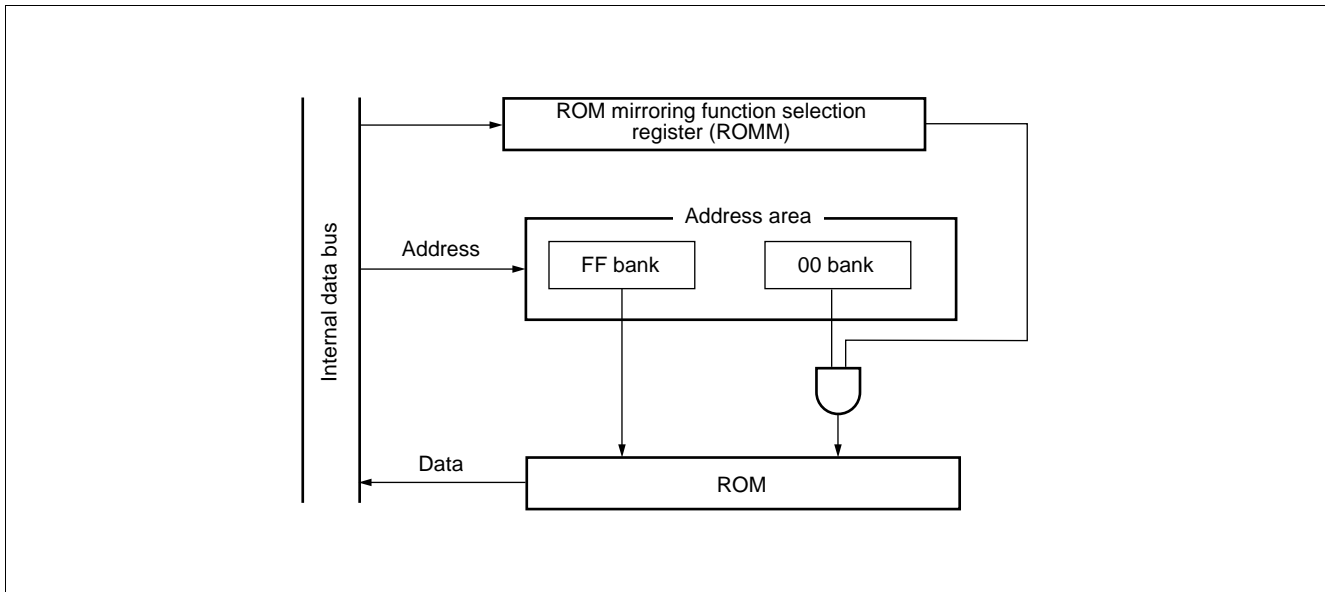 ROM mirroring function selection
register (ROMM)
Address area
Address
FF bank
00 bank
Internal data bus
Data
ROM